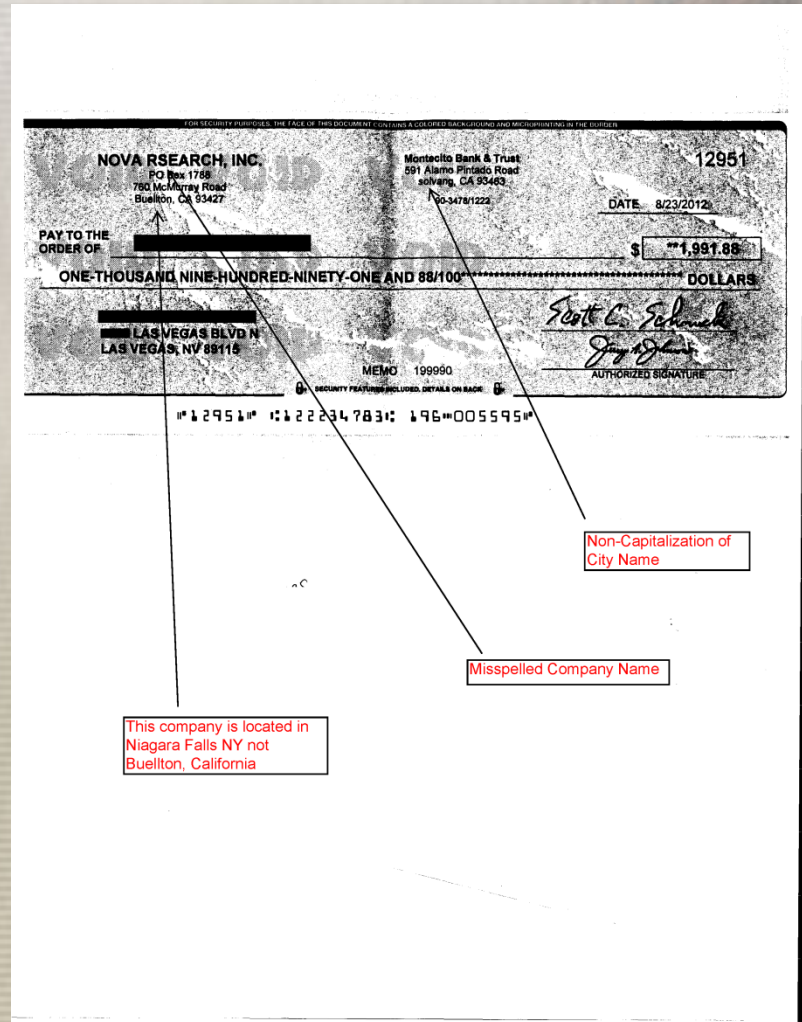 FOR SECURITY PURPOSES, THE FACE OF THIS DOCUMENT CONTAINS A COLORED BACKGROUND AND MICROPRINTING IN THE BORDER
NOVA RSEARCH, INC.
PO Box 1788
760 McMurray Road
Buellton, CA 93427
Montecito Bank & Trust
591 Alamo Pintado Road
solvang, CA 93463
90-3478/1222
12951
DATE 8/23/2012
PAY TO THE
ORDER OF
$ **1,991.88
ONE-THOUSAND NINE-HUNDRED-NINETY-ONE AND 88/100************************************** DOLLARS
LAS VEGAS BLVD N
LAS VEGAS, NV 89115
MEMO 199990
AUTHORIZED SIGNATURE
SECURITY FEATURES INCLUDED. DETAILS ON BACK
⑈12951⑈ ⑆122234783⑆ 196⑉005595⑈
Non-Capitalization of
City Name
Misspelled Company Name
This company is located in
Niagara Falls NY not
Buellton, California